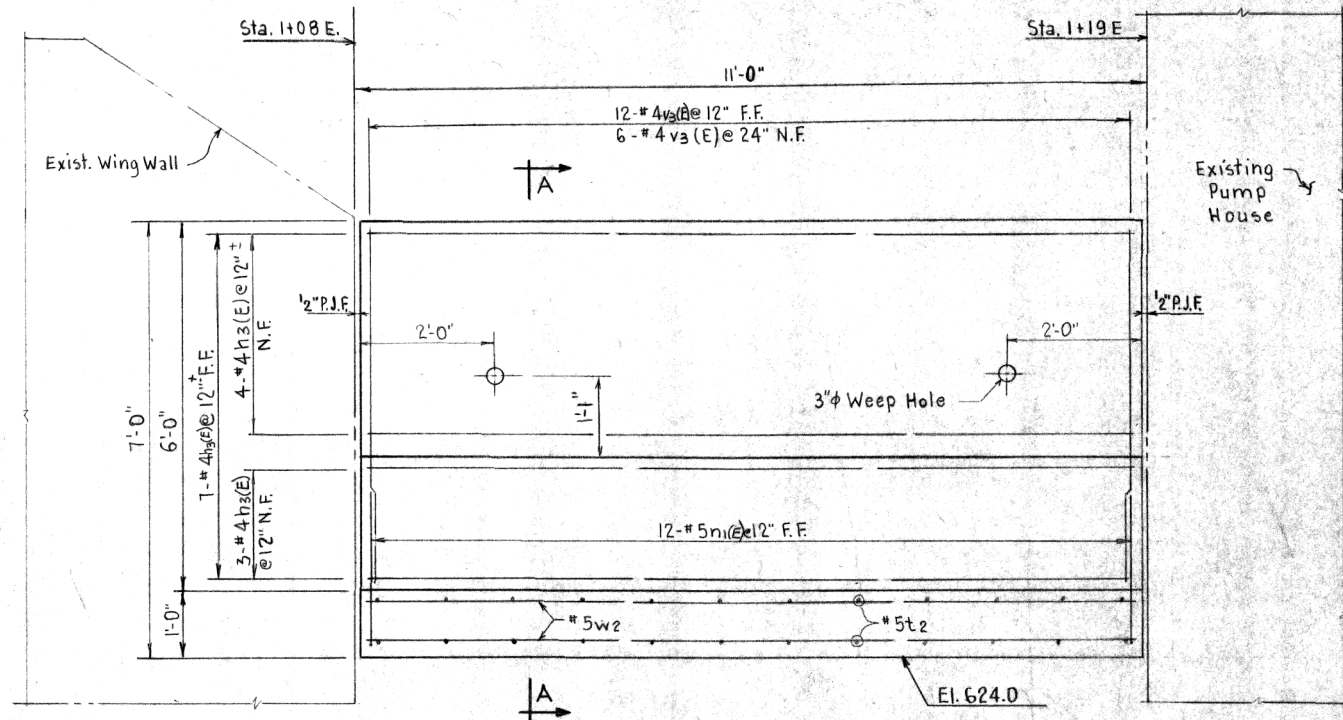 Sta. 1+08 E.
Sta. 1+19 E
11'-0"
12-#4v3(E)@ 12" F.F.
6-#4v3(E)@ 24" N.F.
Exist. Wing Wall
A
Existing
Pump
House
1/2" P.J.F.
1/2" P.J.F.
2'-0"
2'-0"
7'-0"
6'-0"
7-#4h3(E)@ 12"± F.F.
4-#4h3(E)@12"±
N.F.
1'-1"
3"φ Weep Hole
3-#4h3(E)
@12" N.F.
12-#5n1(E)@12" F.F.
1'-0"
#5w2
#5t2
A
El. 624.0